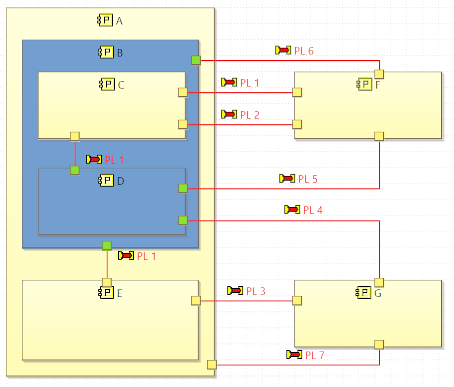 P A
P B
PL 6
P C
PL 1
P F
PL 2
PL 1
P D
PL 5
PL 4
PL 1
P E
PL 3
P G
PL 7